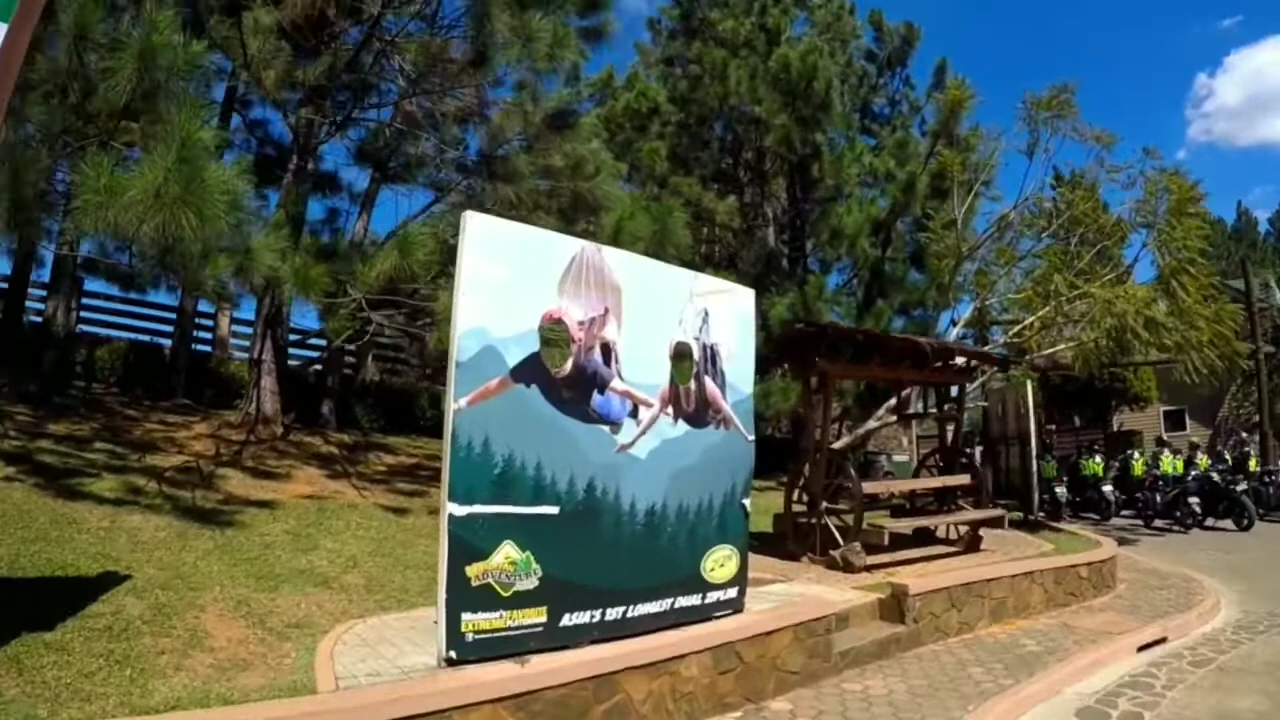 ADVENTURE
Mindanao's FAVORITE
EXTREME PLAYGROUND
ASIA'S 1ST LONGEST DUAL ZIPLINE